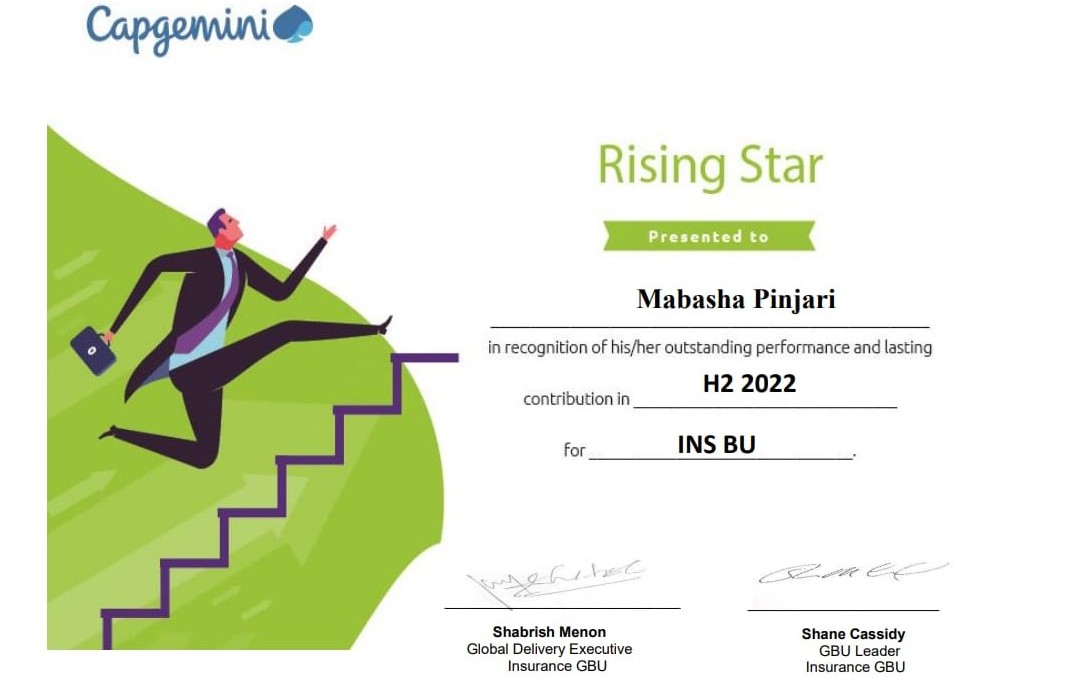 Capgemini
Rising Star
Presented to
Mabasha Pinjari
in recognition of his/her outstanding performance and lasting
contribution in H2 2022
for INS BU.
Shabrish Menon
Global Delivery Executive
Insurance GBU
Shane Cassidy
GBU Leader
Insurance GBU